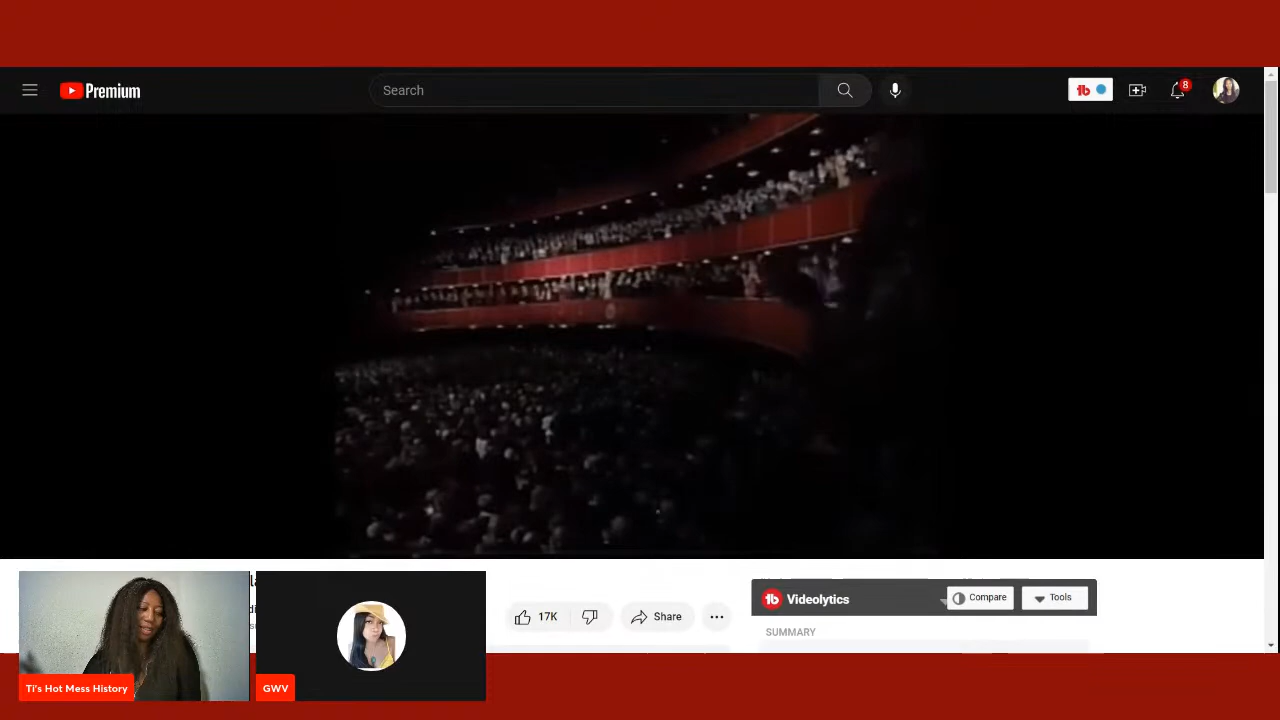 Premium
Search
8
17K
Share
Videolytics
Compare
Tools
SUMMARY
Ti's Hot Mess History
GWV